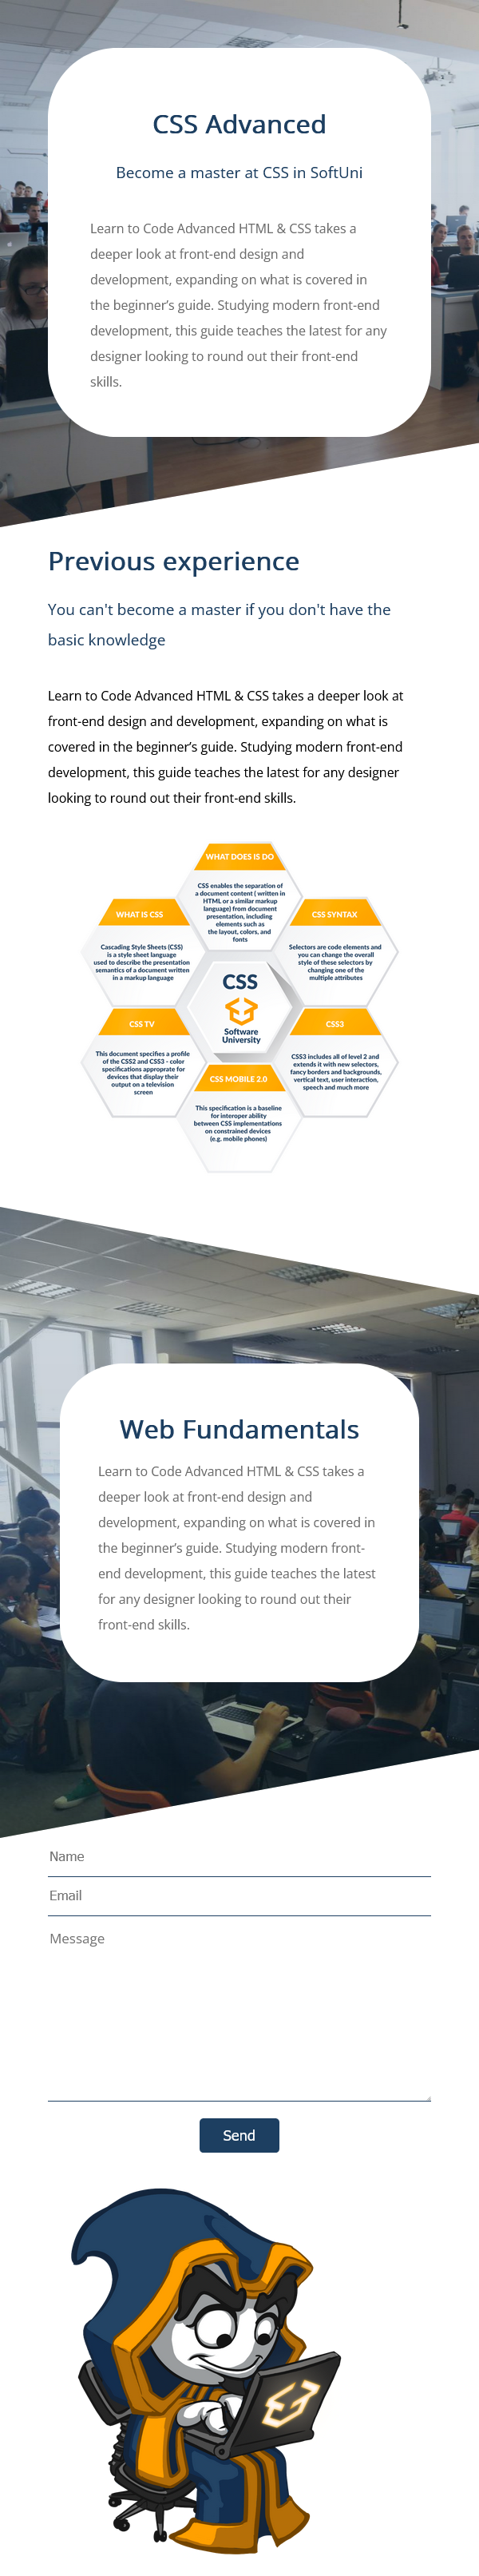 CSS Advanced
Become a master at CSS in SoftUni
Learn to Code Advanced HTML & CSS takes a
deeper look at front-end design and
development, expanding on what is covered in
the beginner’s guide. Studying modern front-end
development, this guide teaches the latest for any
designer looking to round out their front-end
skills.
Previous experience
You can't become a master if you don't have the
basic knowledge
Learn to Code Advanced HTML & CSS takes a deeper look at
front-end design and development, expanding on what is
covered in the beginner’s guide. Studying modern front-end
development, this guide teaches the latest for any designer
looking to round out their front-end skills.
WHAT DOES IS DO
CSS enables the separation of
a document content ( written in
HTML or a similar markup
language) from document
presentation, including
elements such as
the layout, colors, and
fonts
WHAT IS CSS
Cascading Style Sheets (CSS)
is a style sheet language
used to describe the presentation
semantics of a document written
in a markup language
CSS SYNTAX
Selectors are code elements and
you can change the overall
style of these selectors by
changing one of the
multiple attributes
CSS
Software
University
CSS TV
This document specifies a profile
of the CSS2 and CSS3 - color
specifications approprate for
devices that display their
output on a television
screen
CSS3
CSS3 includes all of level 2 and
extends it with new selectors,
fancy borders and backgrounds,
vertical text, user interaction,
speech and much more
CSS MOBILE 2.0
This specification is a baseline
for interoper ability
between CSS implementations
on constrained devices
(e.g. mobile phones)
Web Fundamentals
Learn to Code Advanced HTML & CSS takes a
deeper look at front-end design and
development, expanding on what is covered in
the beginner’s guide. Studying modern front-
end development, this guide teaches the latest
for any designer looking to round out their
front-end skills.
Name
Email
Message
Send